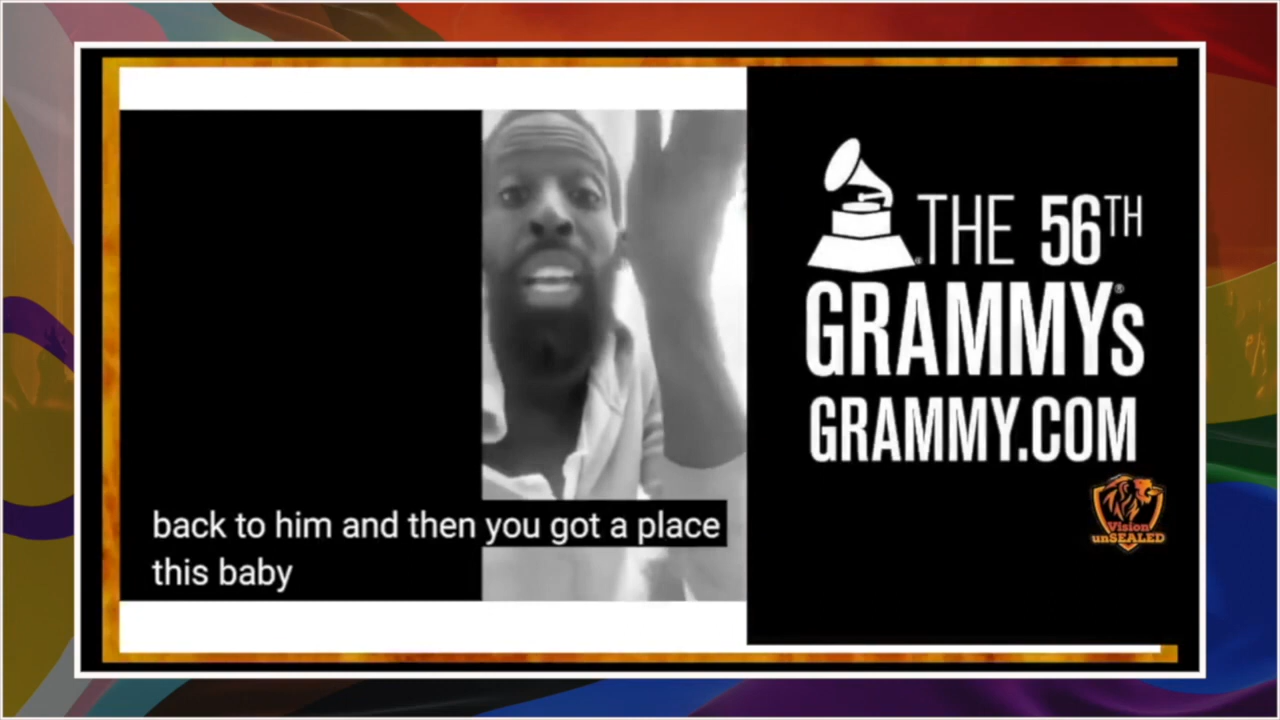 back to him and then you got a place
this baby
THE 56TH
GRAMMYs
GRAMMY.COM
Vision
unSEALED